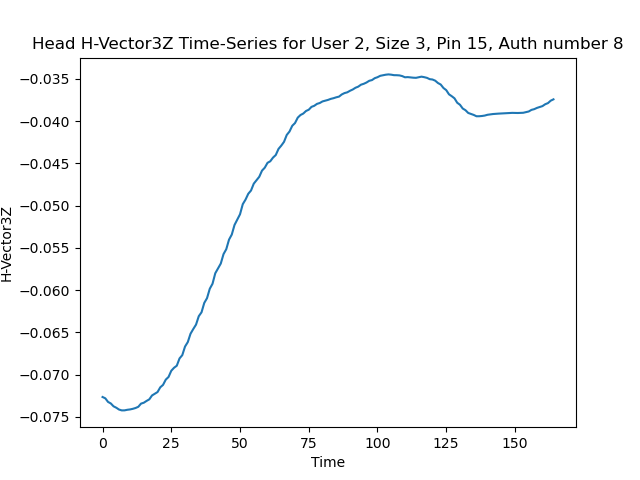 Head H-Vector3Z Time-Series for User 2, Size 3, Pin 15, Auth number 8
−0.035
−0.040
−0.045
−0.050
−0.055
−0.060
−0.065
−0.070
−0.075
H-Vector3Z
0 25 50 75 100 125 150
Time